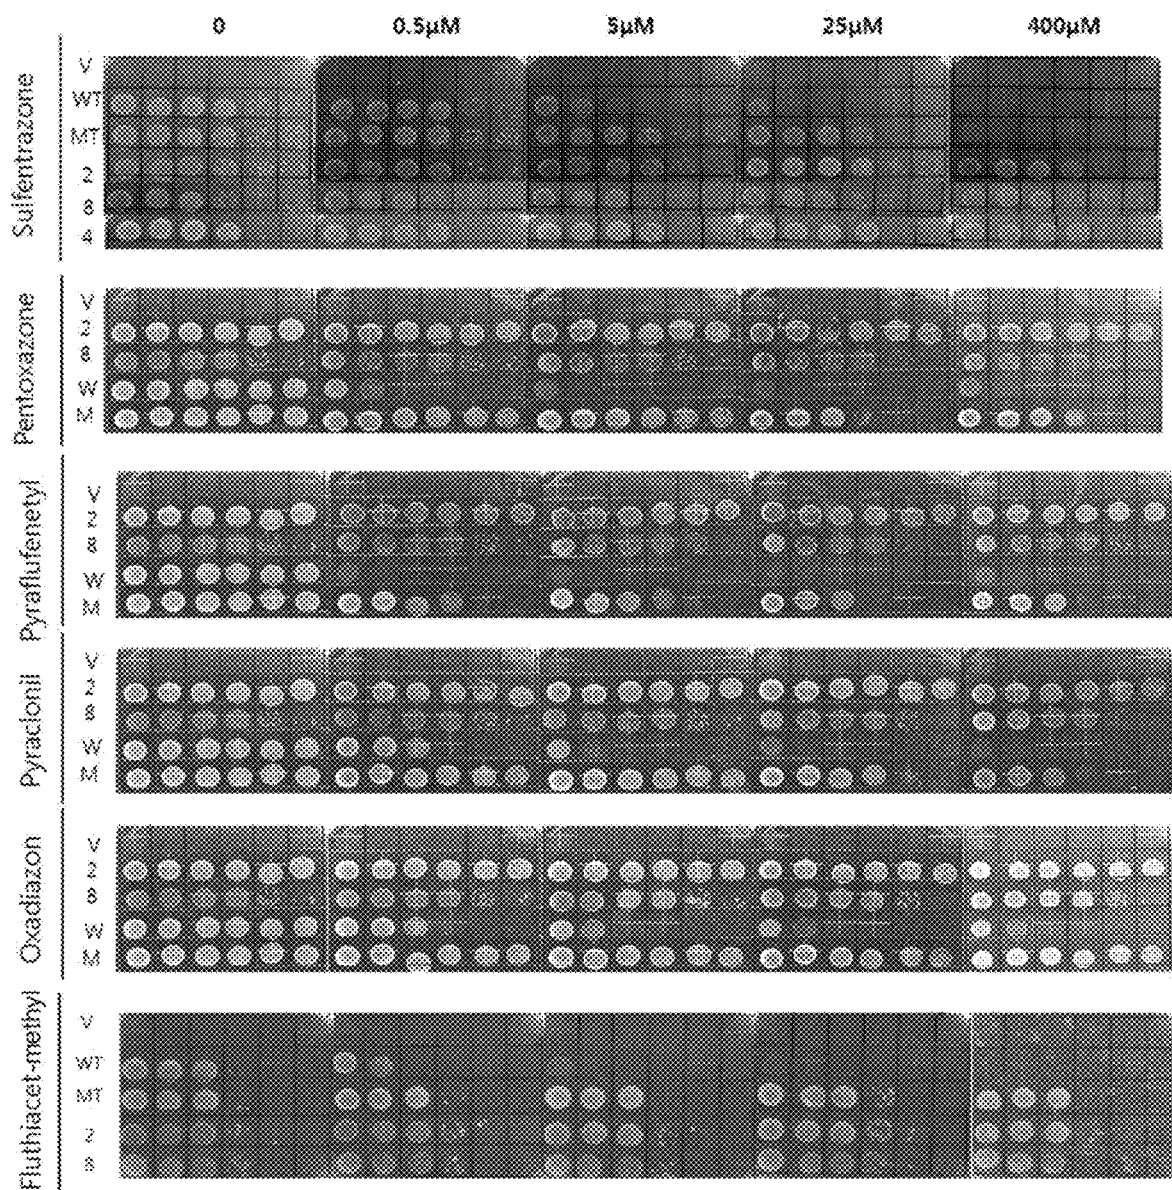 0 0.5µM 5µM 25µM 400µM
Sulfentrazone
V
WT
MT
2
8
4
Pentoxazone
V
2
8
W
M
Pyraflufenetyl
V
2
8
W
M
Pyraclonil
V
2
8
W
M
Oxadiazon
V
2
8
W
M
Fluthiacet-methyl
V
WT
MT
2
8